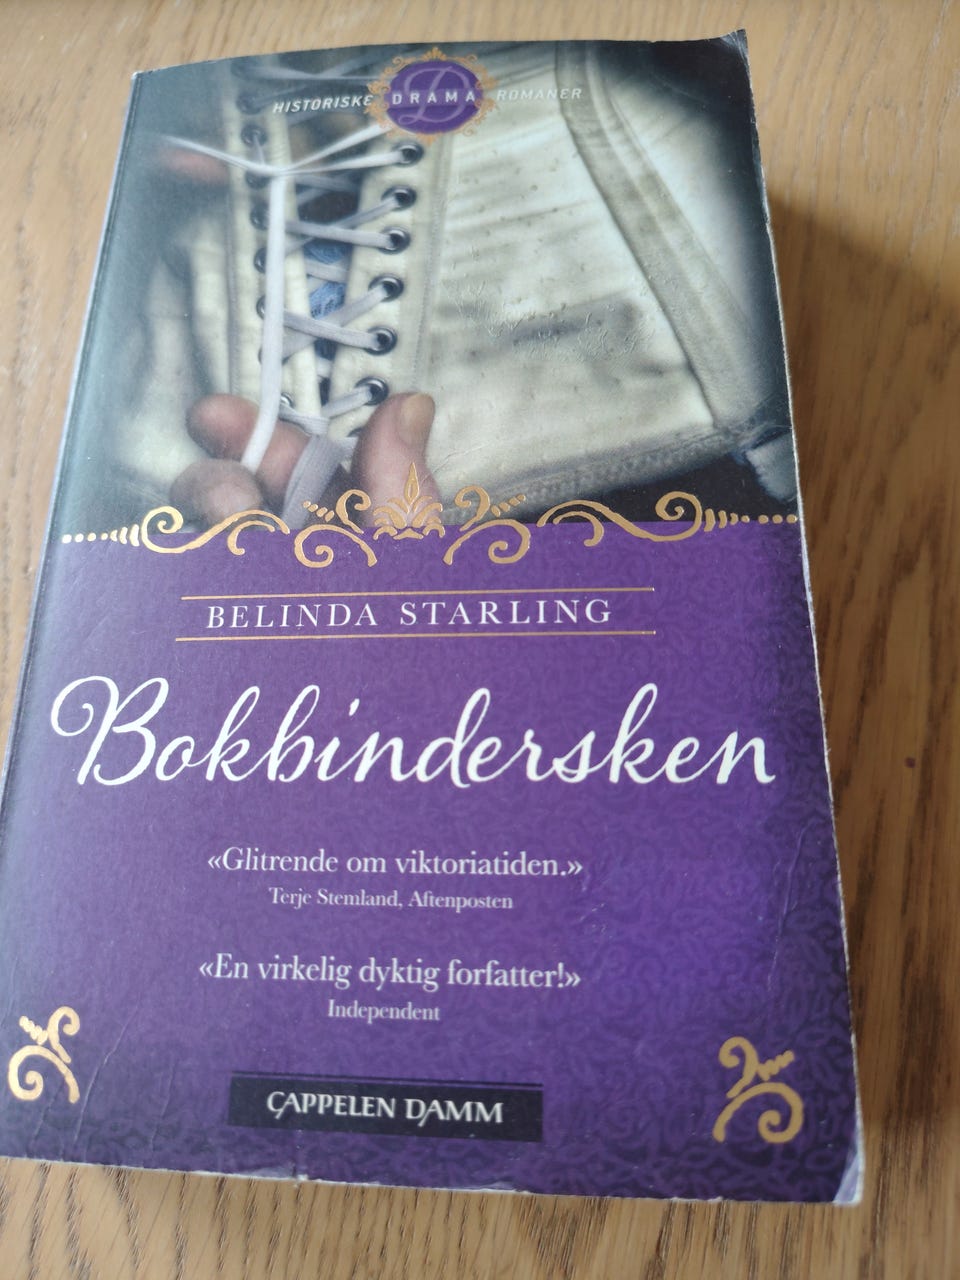 HISTORISKE DRAMA ROMANER
BELINDA STARLING
Bokbindersken
«Glitrende om viktoriatiden.»
Terje Stemland, Aftenposten
«En virkelig dyktig forfatter!»
Independent
CAPPELEN DAMM